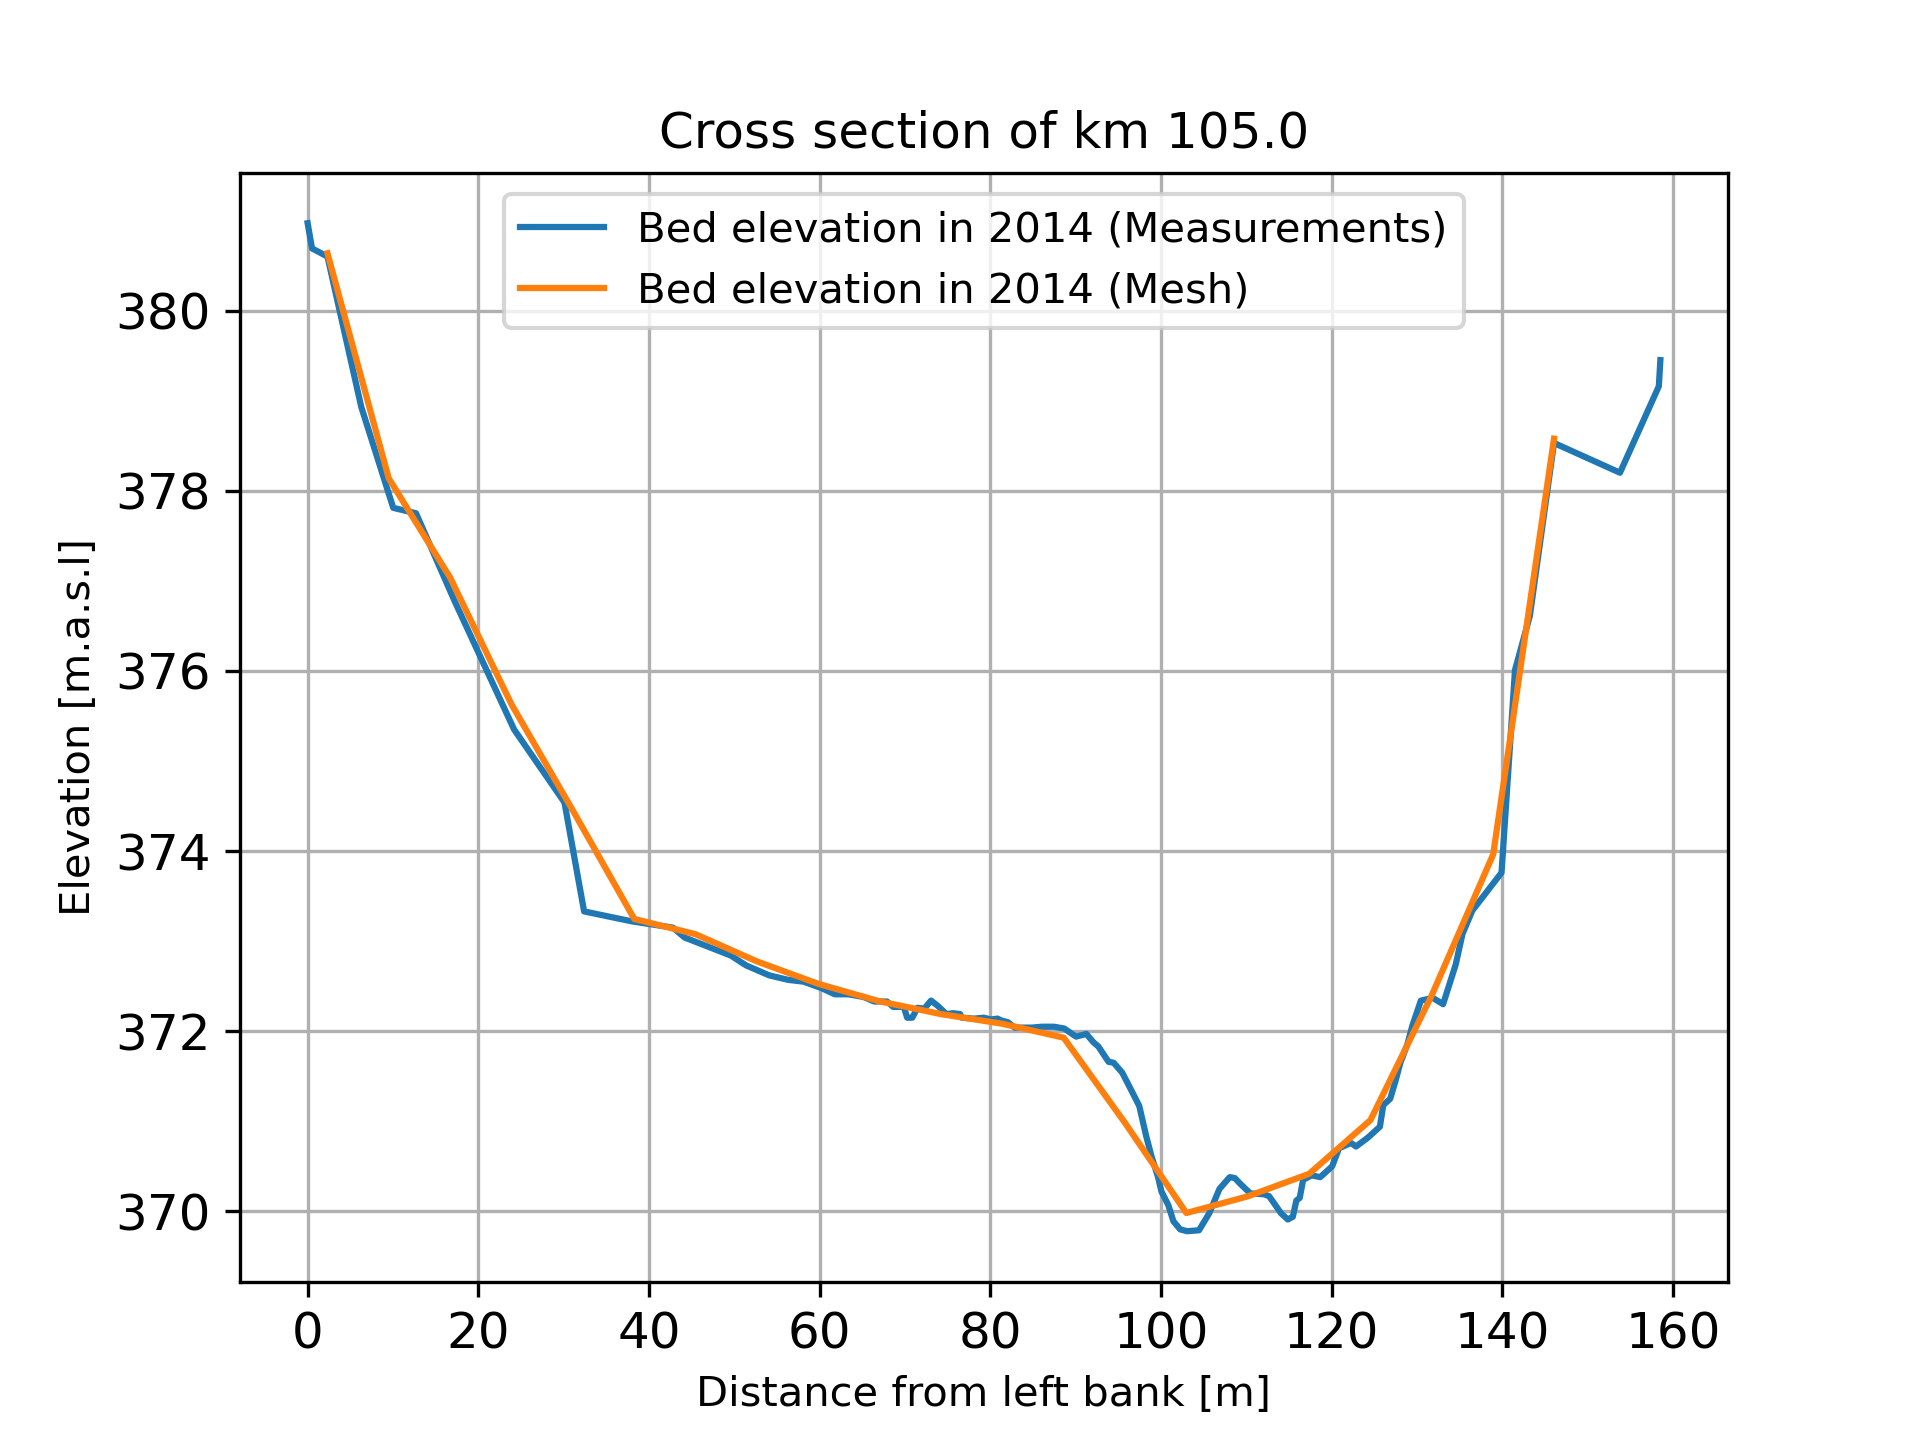 Cross section of km 105.0
Bed elevation in 2014 (Measurements)
Bed elevation in 2014 (Mesh)
Elevation [m.a.s.l]
380
378
376
374
372
370
0 20 40 60 80 100 120 140 160
Distance from left bank [m]